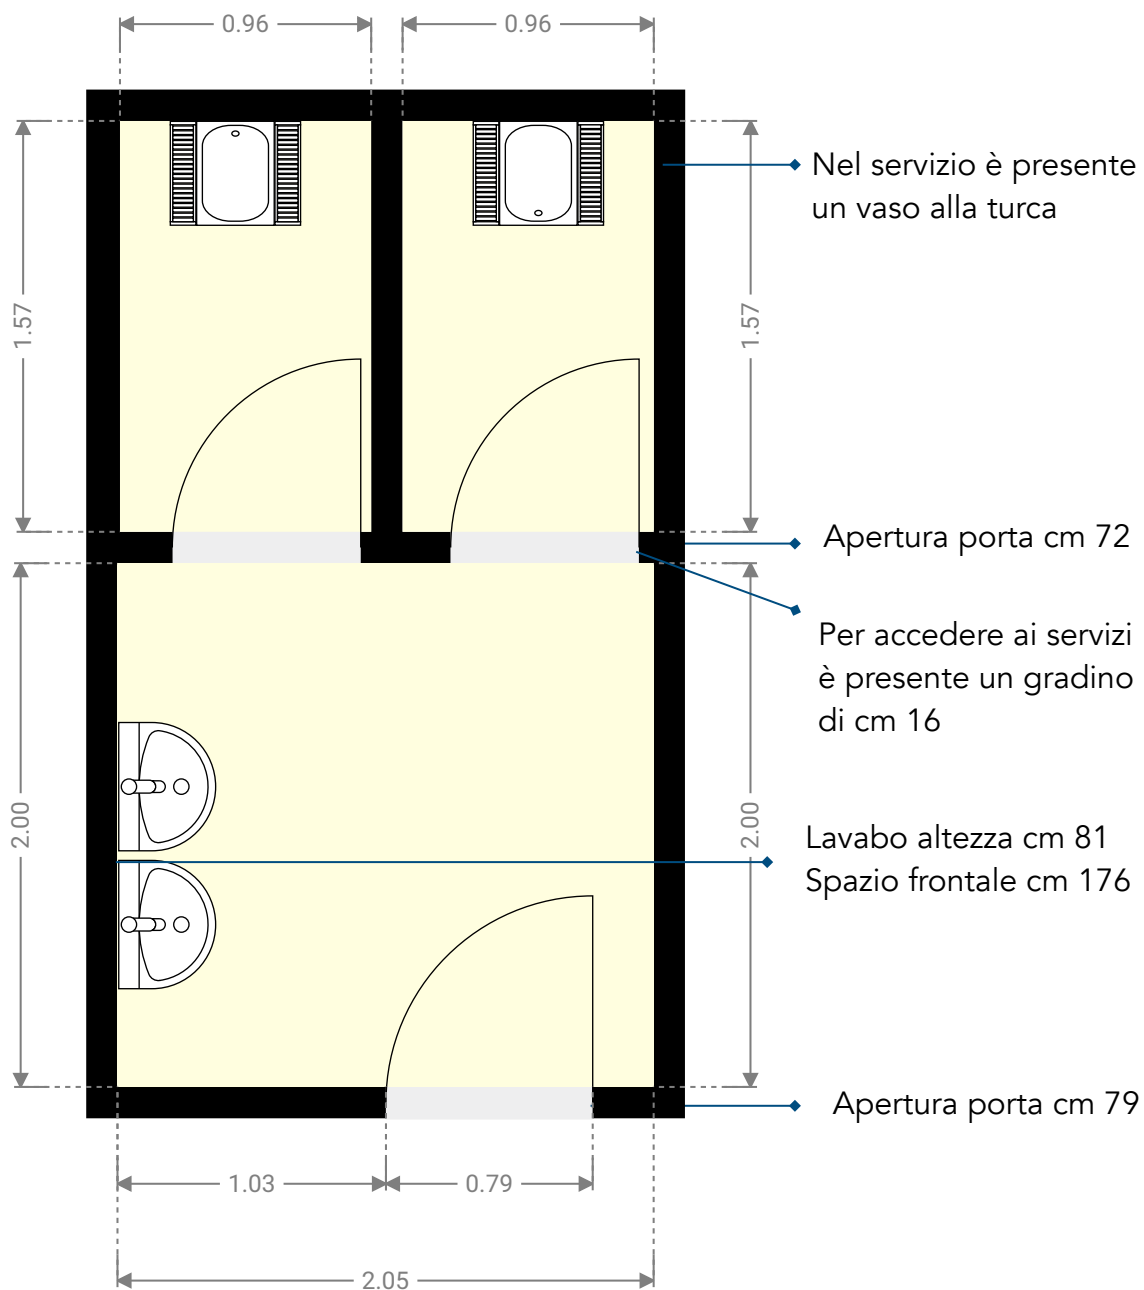 0.96
0.96
Nel servizio è presente
un vaso alla turca
1.57
1.57
Apertura porta cm 72
Per accedere ai servizi
è presente un gradino
di cm 16
2.00
2.00
Lavabo altezza cm 81
Spazio frontale cm 176
Apertura porta cm 79
1.03
0.79
2.05